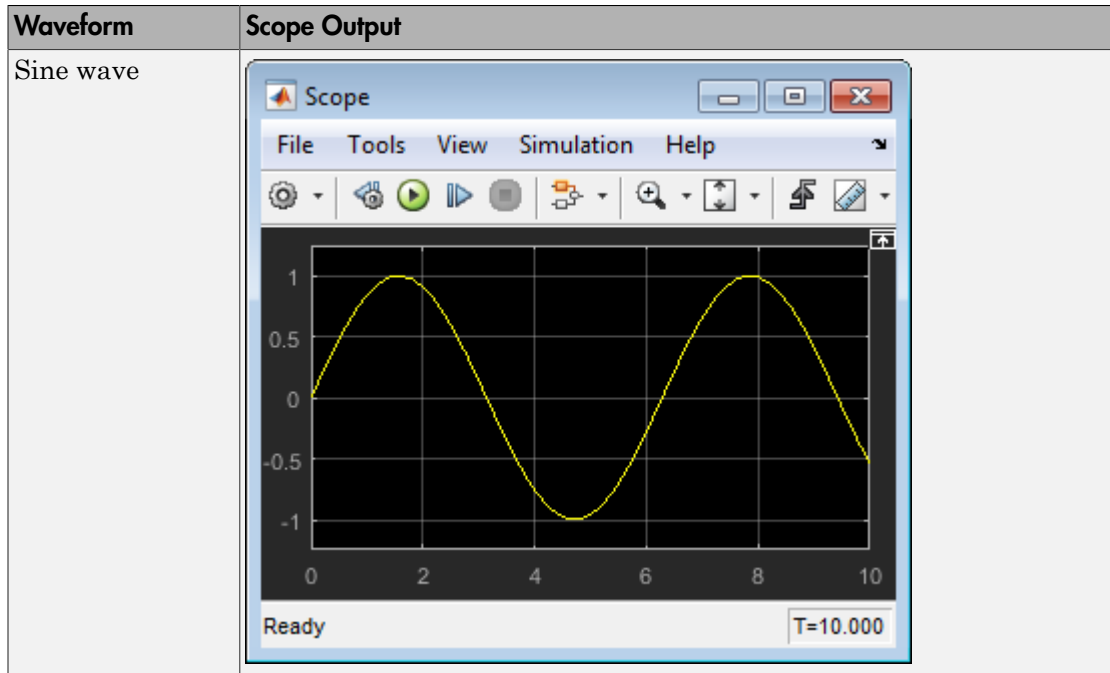 Waveform Scope Output
Sine wave
Scope
File Tools View Simulation Help
1
0.5
0
-0.5
-1
0 2 4 6 8 10
Ready T=10.000